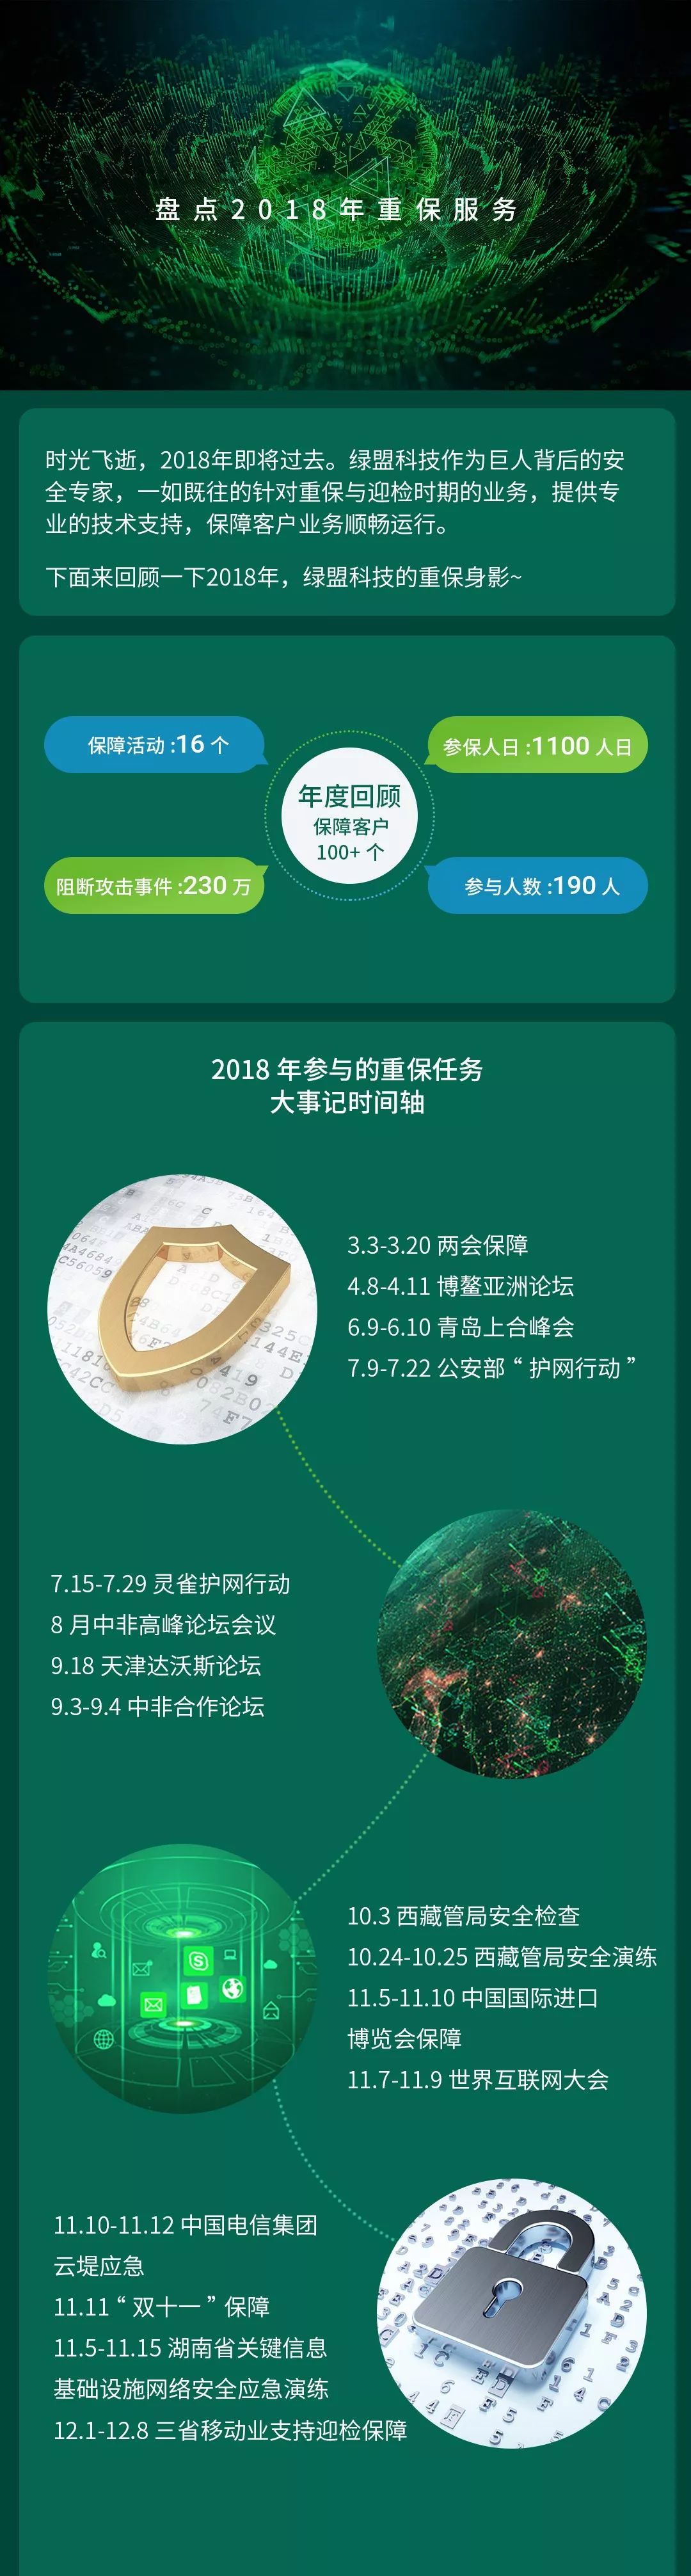 盘点2018年重保服务
时光飞逝，2018年即将过去。绿盟科技作为巨人背后的安
全专家，一如既往的针对重保与迎检时期的业务，提供专
业的技术支持，保障客户业务顺畅运行。
下面来回顾一下2018年，绿盟科技的重保身影~
保障活动 :16 个
参保人日 :1100 人日
年度回顾
保障客户
100+ 个
阻断攻击事件 :230 万
参与人数 :190 人
2018 年参与的重保任务
大事记时间轴
3.3-3.20 两会保障
4.8-4.11 博鳌亚洲论坛
6.9-6.10 青岛上合峰会
7.9-7.22 公安部 “ 护网行动 ”
7.15-7.29 灵雀护网行动
8 月中非高峰论坛会议
9.18 天津达沃斯论坛
9.3-9.4 中非合作论坛
10.3 西藏管局安全检查
10.24-10.25 西藏管局安全演练
11.5-11.10 中国国际进口
博览会保障
11.7-11.9 世界互联网大会
11.10-11.12 中国电信集团
云堤应急
11.11 “ 双十一 ” 保障
11.5-11.15 湖南省关键信息
基础设施网络安全应急演练
12.1-12.8 三省移动业支持迎检保障